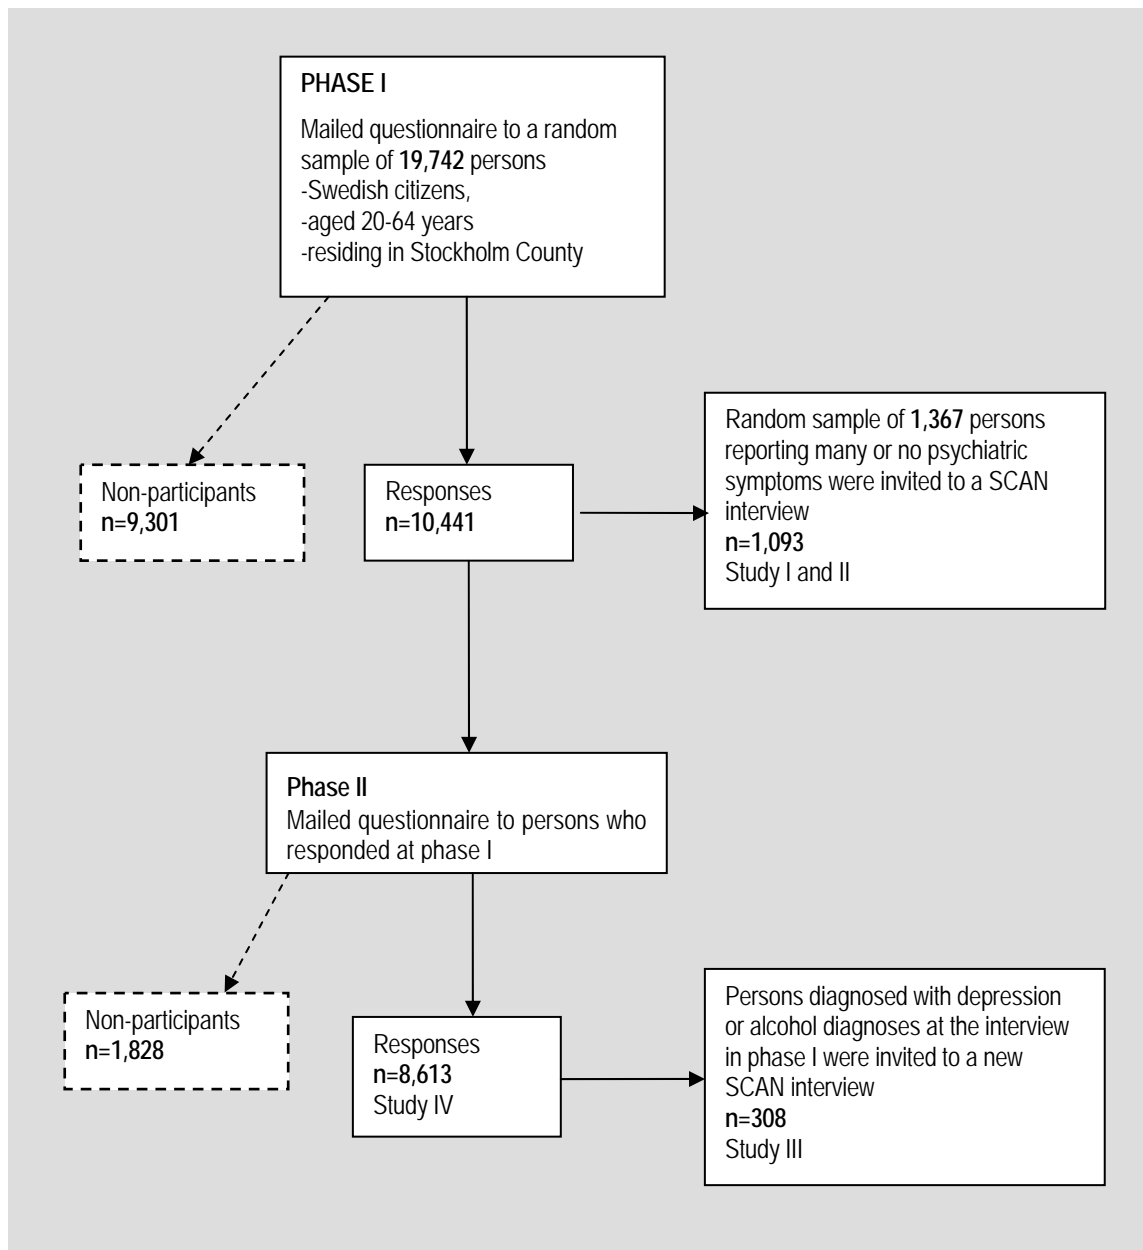 PHASE I
Mailed questionnaire to a random
sample of 19,742 persons
-Swedish citizens,
-aged 20-64 years
-residing in Stockholm County
Non-participants
n=9,301
Responses
n=10,441
Random sample of 1,367 persons
reporting many or no psychiatric
symptoms were invited to a SCAN
interview
n=1,093
Study I and II
Phase II
Mailed questionnaire to persons who
responded at phase I
Non-participants
n=1,828
Responses
n=8,613
Study IV
Persons diagnosed with depression
or alcohol diagnoses at the interview
in phase I were invited to a new
SCAN interview
n=308
Study III